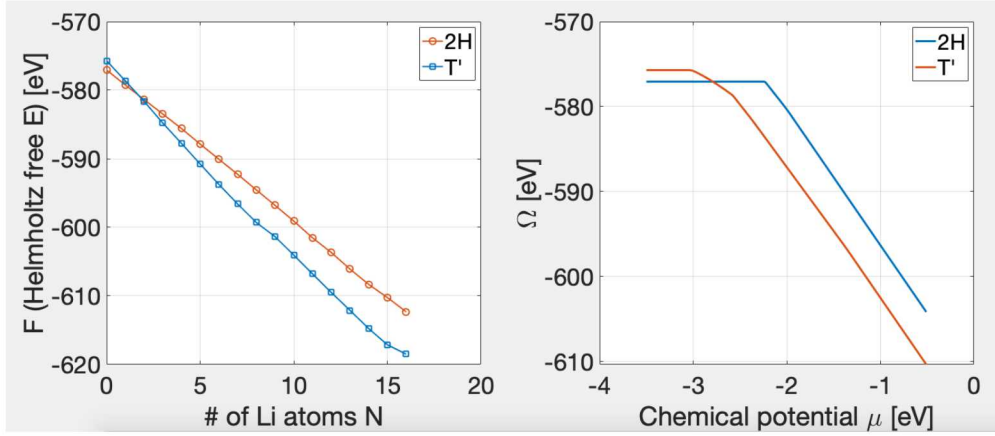 -570
-580
-590
-600
-610
-620
F (Helmholtz free E) [eV]
0 5 10 15 20
# of Li atoms N
2H
T'
-570
-580
-590
-600
-610
Ω [eV]
-4 -3 -2 -1 0
Chemical potential μ [eV]
2H
T'